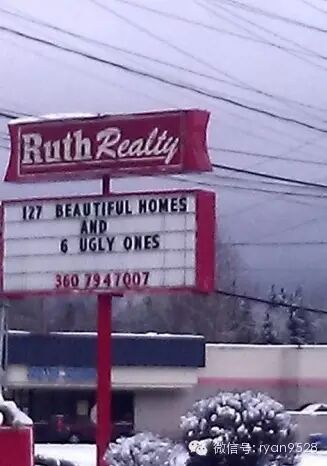 Ruth Realty
127 BEAUTIFUL HOMES
AND
6 UGLY ONES
360 7947007
微信号: ryan9528